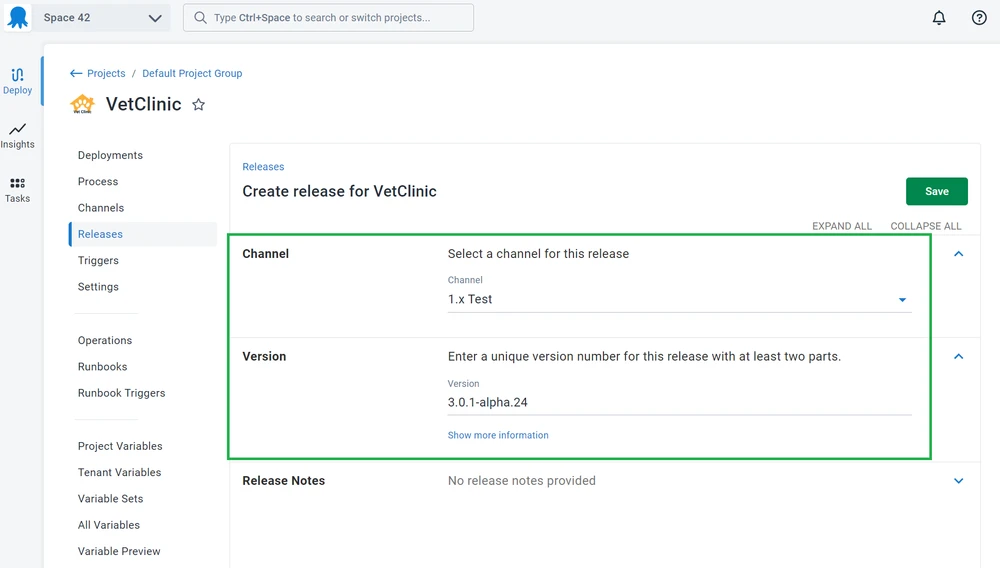 Space 42
Type Ctrl+Space to search or switch projects...
Deploy
Insights
Tasks
← Projects / Default Project Group
VetClinic
Deployments
Process
Channels
Releases
Triggers
Settings
Operations
Runbooks
Runbook Triggers
Project Variables
Tenant Variables
Variable Sets
All Variables
Variable Preview
Releases
Create release for VetClinic
Save
EXPAND ALL COLLAPSE ALL
Channel
Select a channel for this release
Channel
1.x Test
Version
Enter a unique version number for this release with at least two parts.
Version
3.0.1-alpha.24
Show more information
Release Notes
No release notes provided